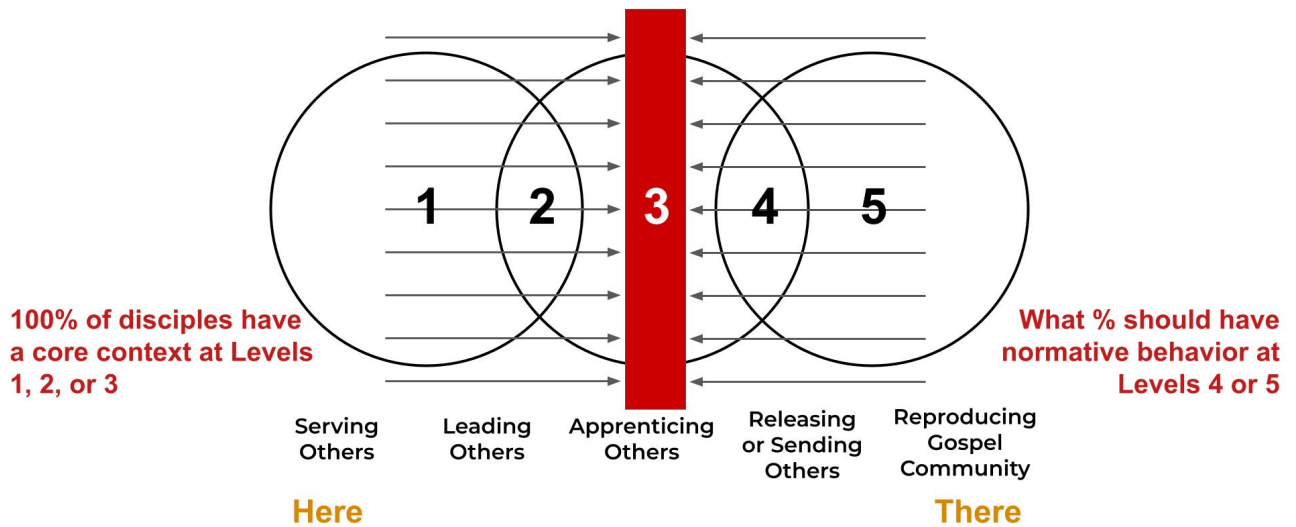 1
2
3
4
5
100% of disciples have
a core context at Levels
1, 2, or 3
What % should have
normative behavior at
Levels 4 or 5
Serving
Others
Leading
Others
Apprenticing
Others
Releasing
or Sending
Others
Reproducing
Gospel
Community
Here
There